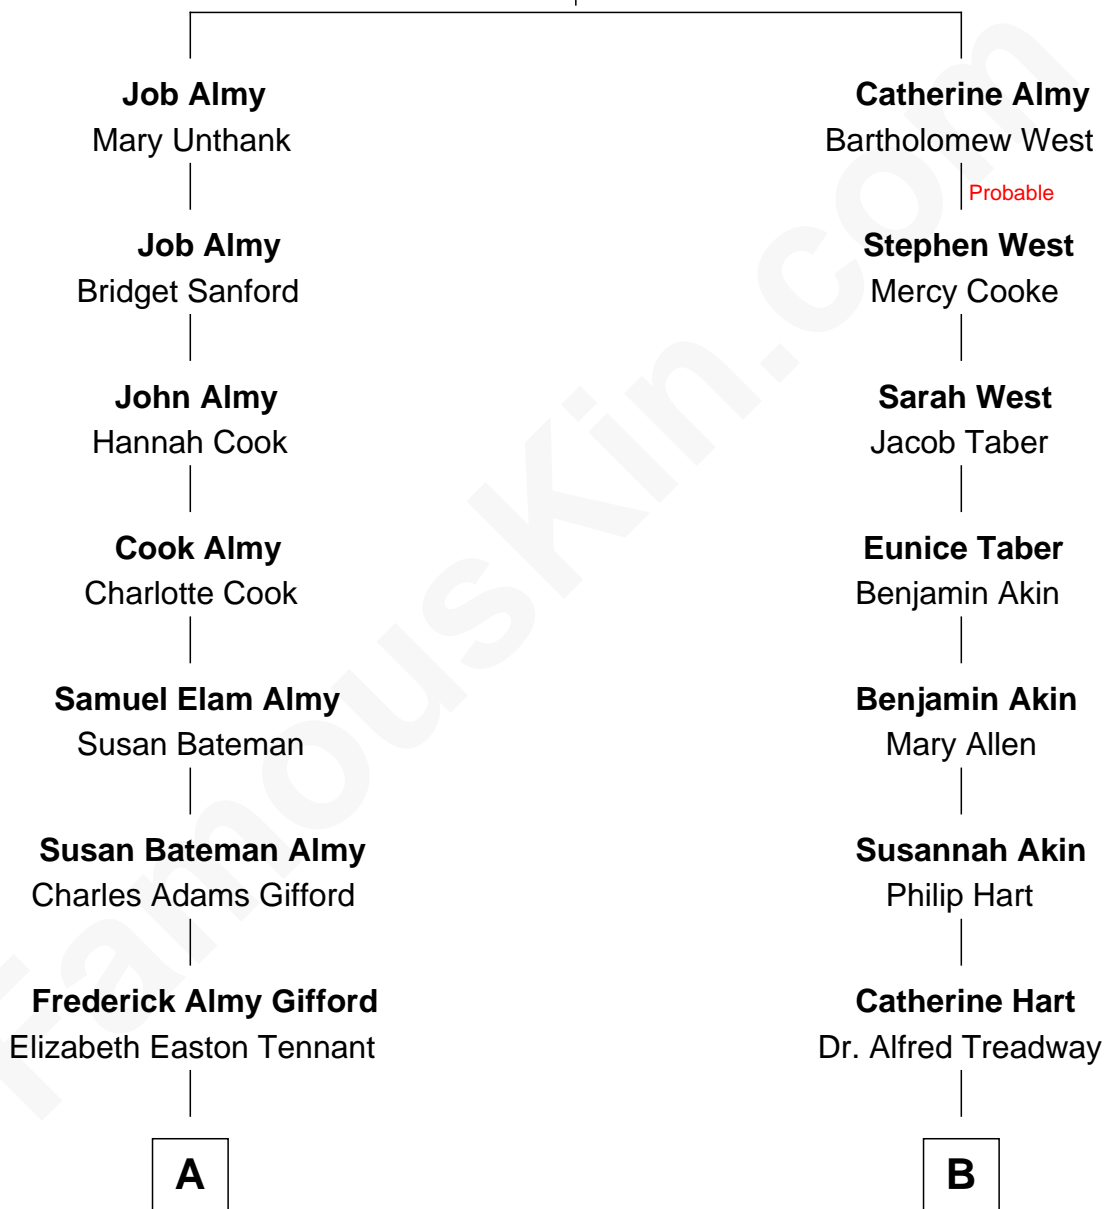 Job Almy
Mary Unthank
Job Almy
Bridget Sanford
John Almy
Hannah Cook
Cook Almy
Charlotte Cook
Samuel Elam Almy
Susan Bateman
Susan Bateman Almy
Charles Adams Gifford
Frederick Almy Gifford
Elizabeth Easton Tennant
A
Catherine Almy
Bartholomew West
Probable
Stephen West
Mercy Cooke
Sarah West
Jacob Taber
Eunice Taber
Benjamin Akin
Benjamin Akin
Mary Allen
Susannah Akin
Philip Hart
Catherine Hart
Dr. Alfred Treadway
B
FamousKin.com